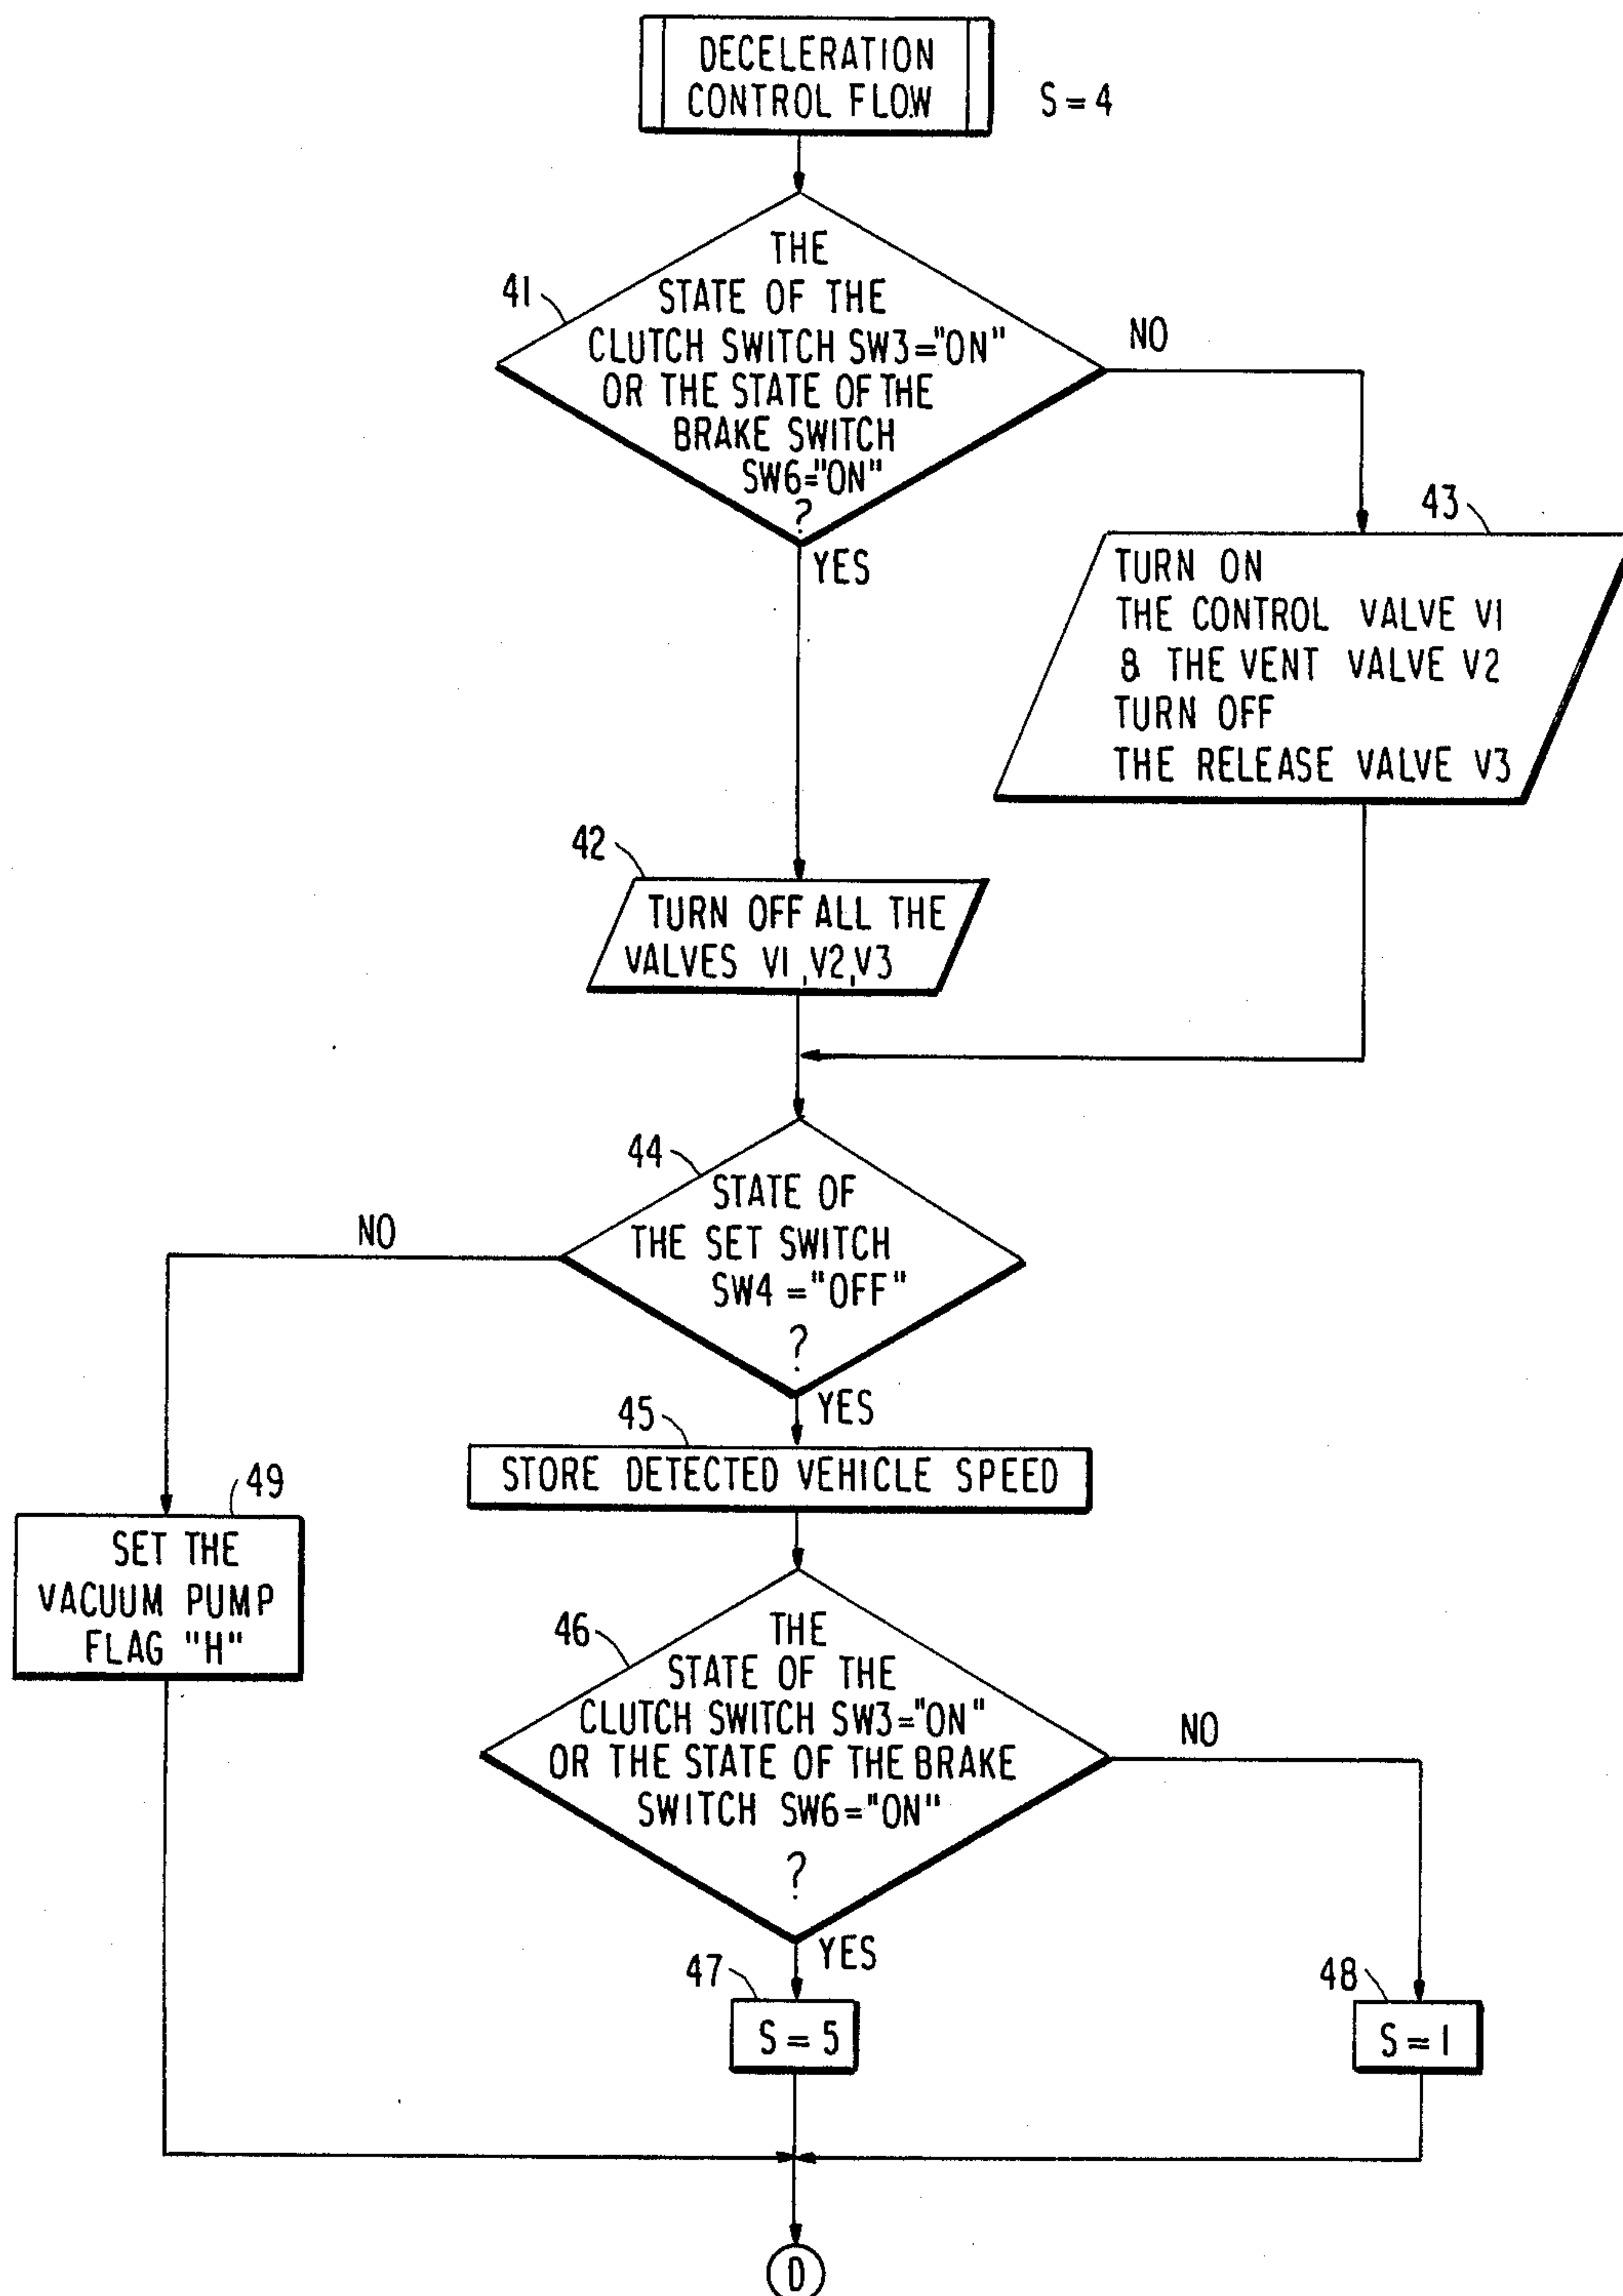 DECELERATION
CONTROL FLOW
S = 4
41
THE
STATE OF THE
CLUTCH SWITCH SW3="ON"
OR THE STATE OF THE
BRAKE SWITCH
SW6="ON"
?
NO
YES
43
TURN ON
THE CONTROL VALVE V1
& THE VENT VALVE V2
TURN OFF
THE RELEASE VALVE V3
42
TURN OFF ALL THE
VALVES V1,V2,V3
44
STATE OF
THE SET SWITCH
SW4 ="OFF"
?
NO
YES
45
STORE DETECTED VEHICLE SPEED
49
SET THE
VACUUM PUMP
FLAG "H"
46
THE
STATE OF THE
CLUTCH SWITCH SW3="ON"
OR THE STATE OF THE BRAKE
SWITCH SW6="ON"
?
NO
YES
47
S = 5
48
S = 1
D